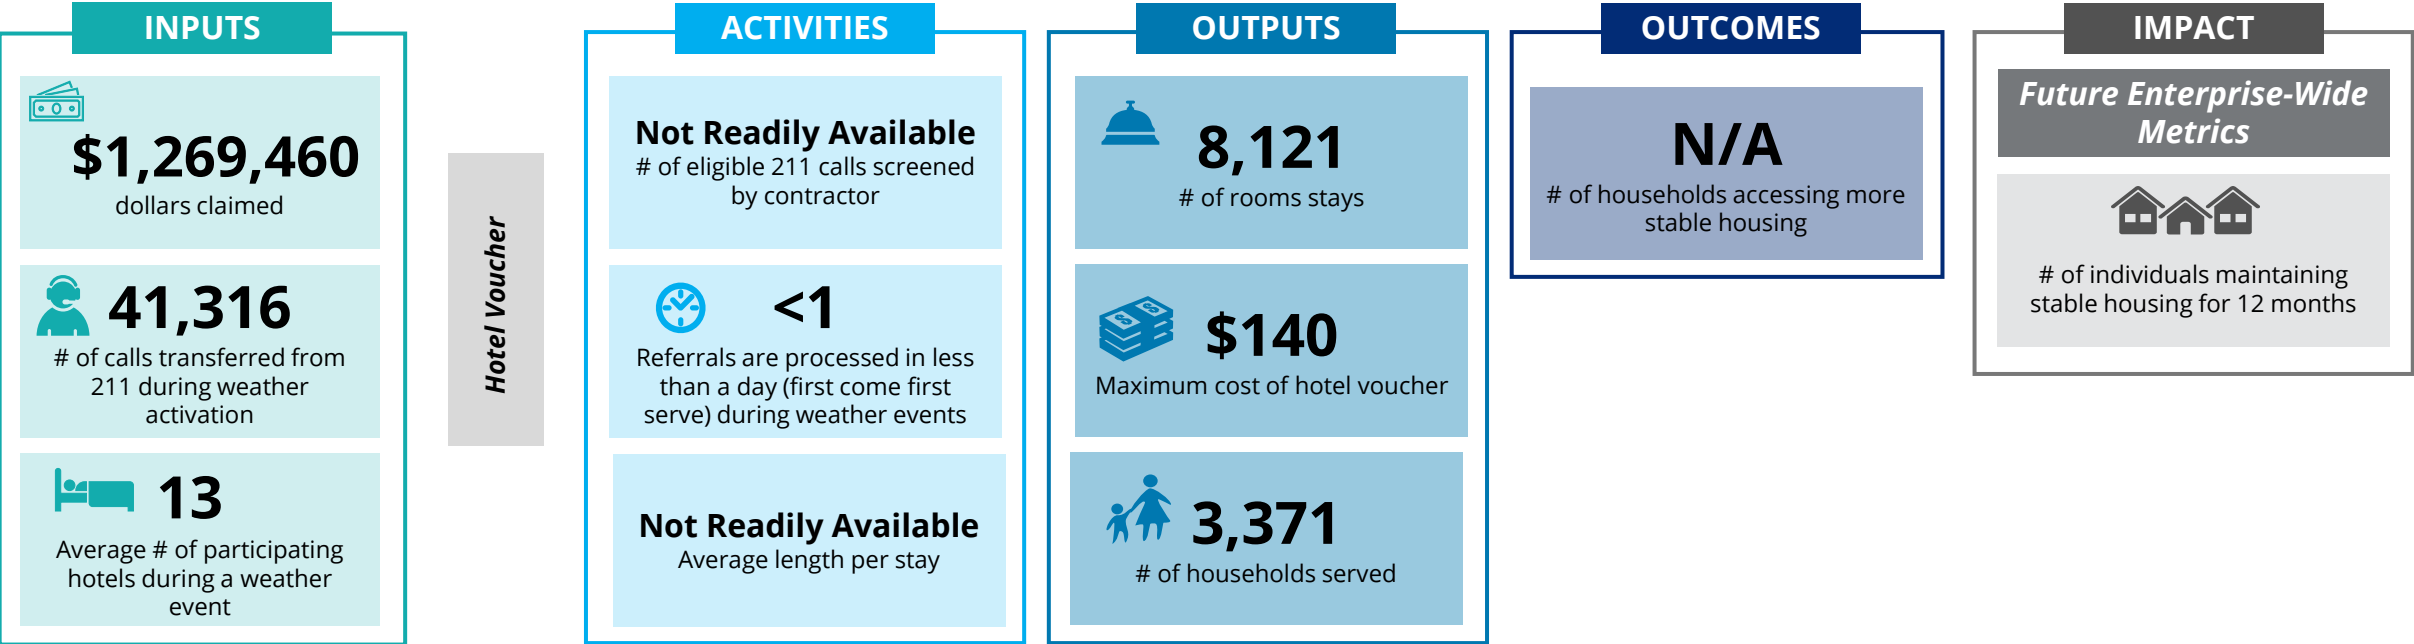 INPUTS
$1,269,460
dollars claimed
41,316
# of calls transferred from
211 during weather
activation
13
Average # of participating
hotels during a weather
event
Hotel Voucher
ACTIVITIES
Not Readily Available
# of eligible 211 calls screened
by contractor
<1
Referrals are processed in less
than a day (first come first
serve) during weather events
Not Readily Available
Average length per stay
OUTPUTS
8,121
# of rooms stays
$140
Maximum cost of hotel voucher
3,371
# of households served
OUTCOMES
N/A
# of households accessing more
stable housing
IMPACT
Future Enterprise-Wide
Metrics
# of individuals maintaining
stable housing for 12 months